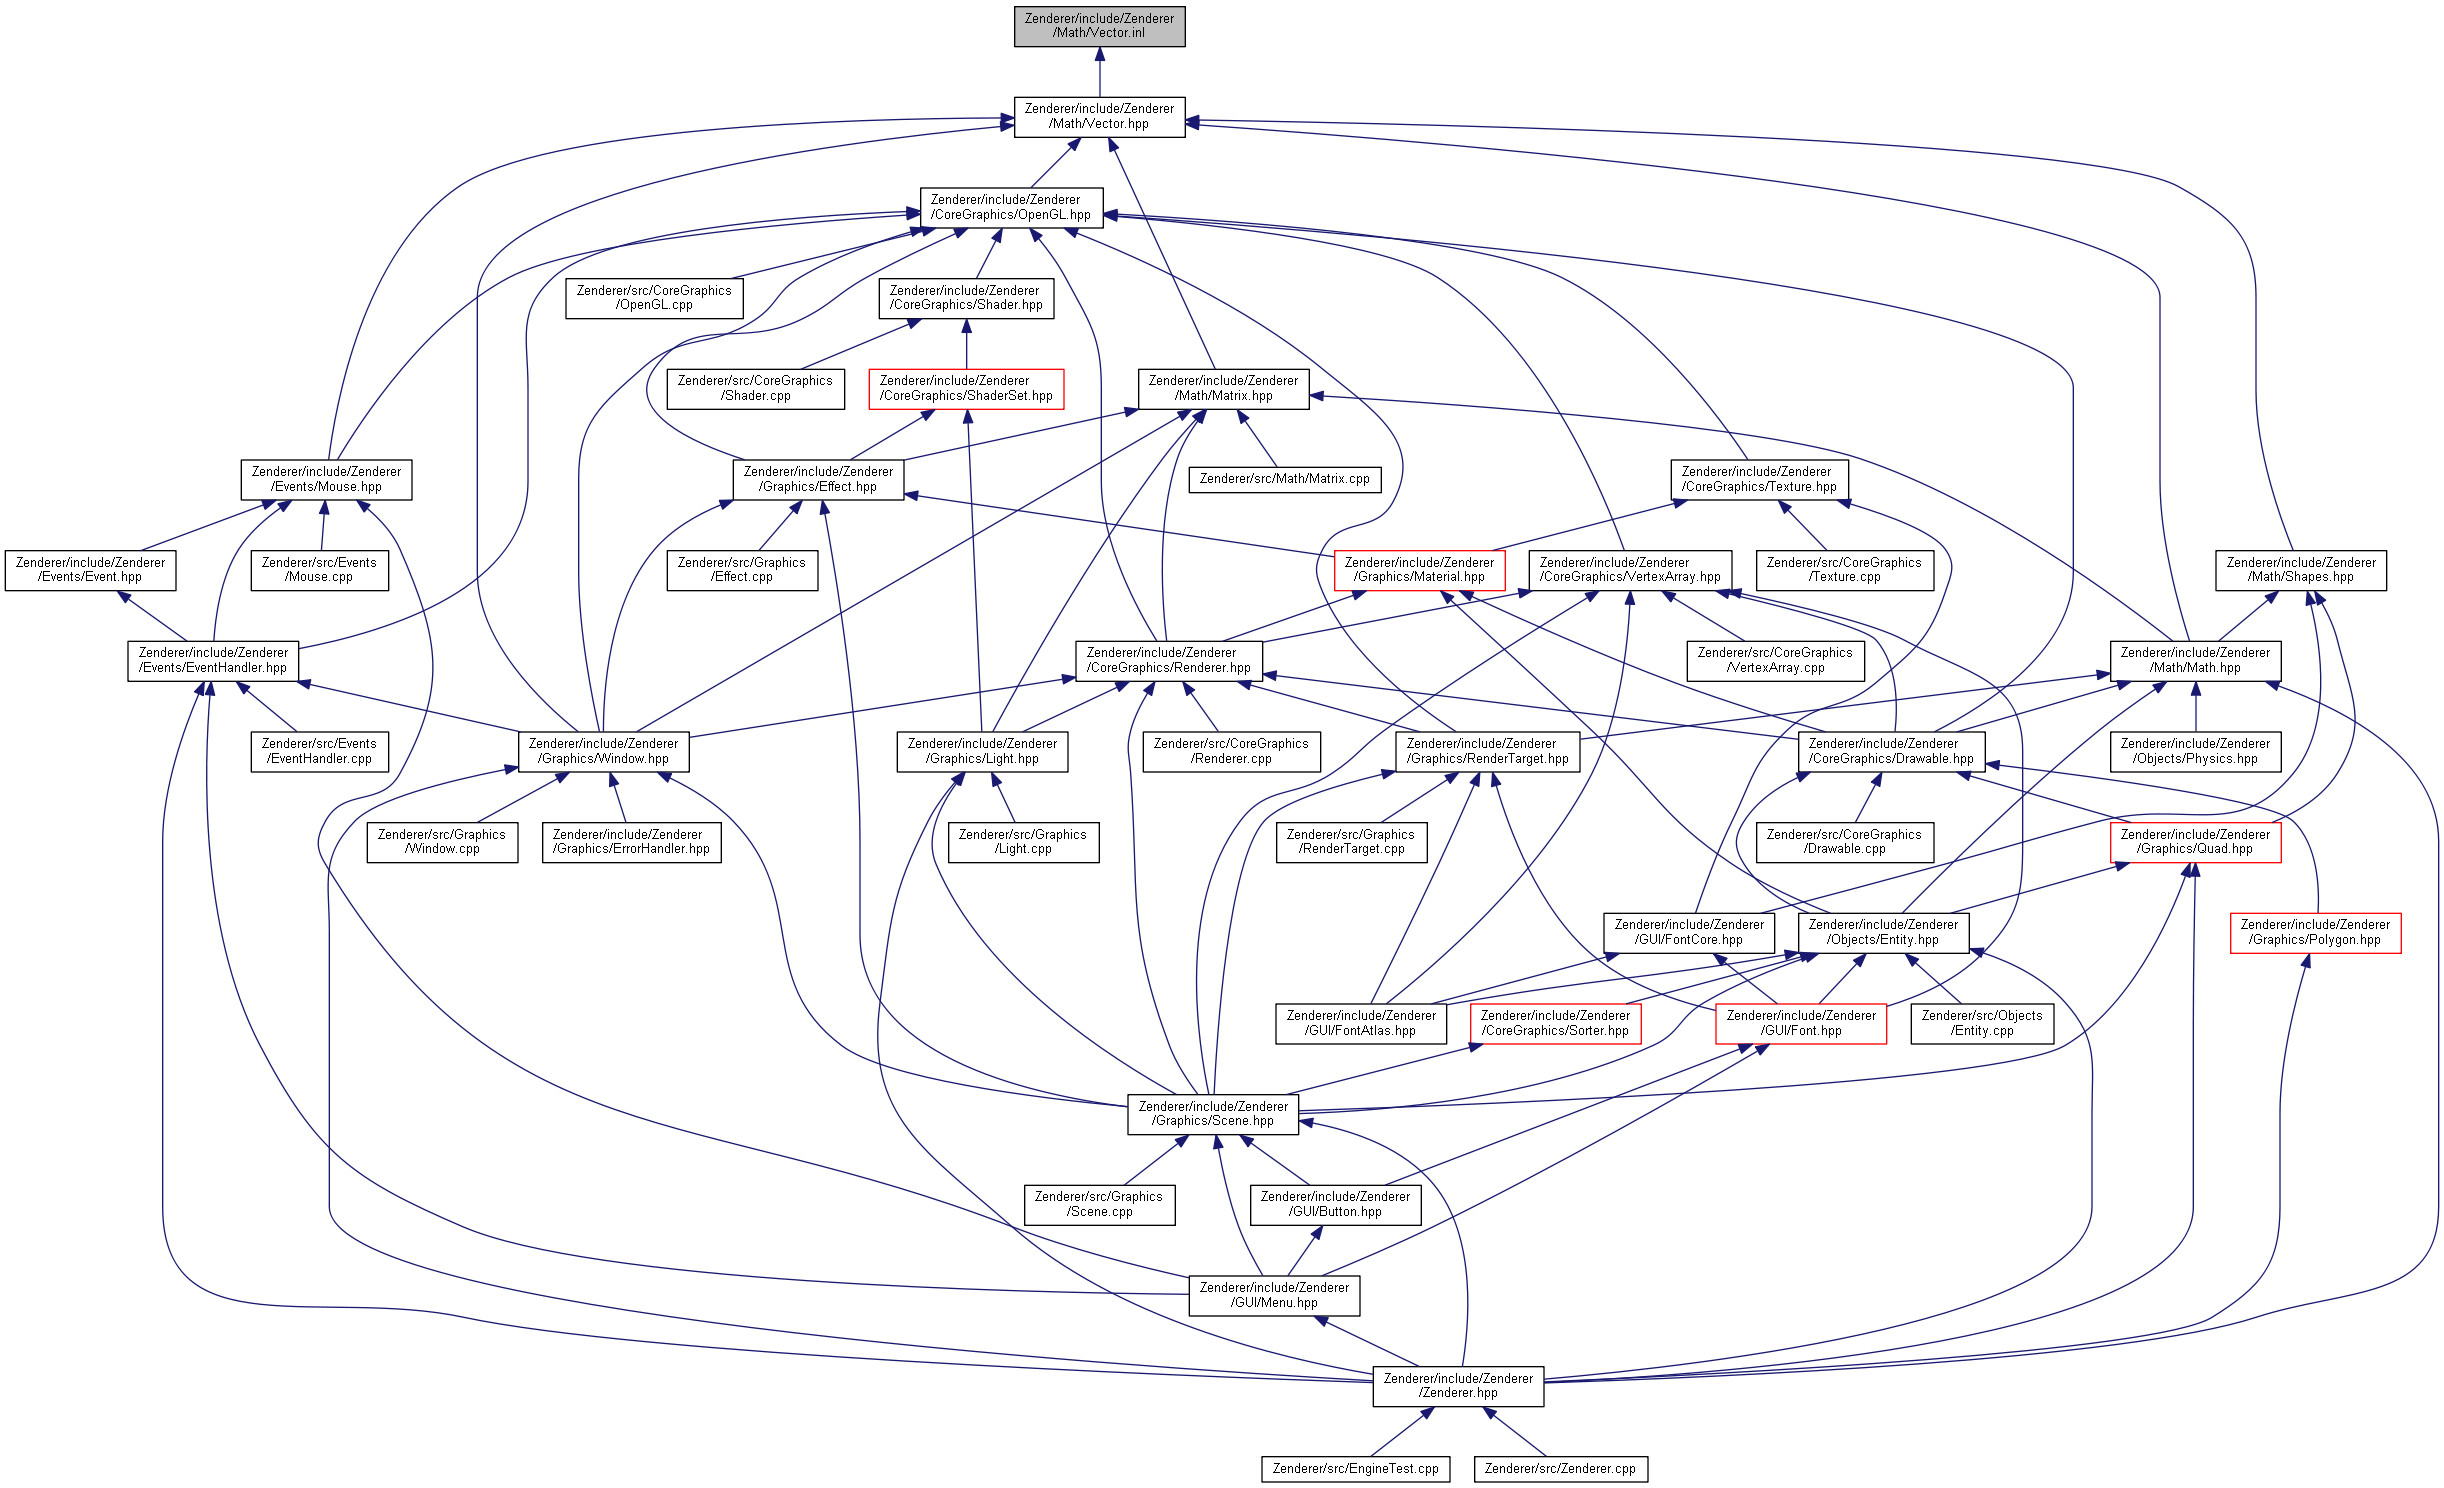 Zenderer/include/Zenderer
/Math/Vector.inl
Zenderer/include/Zenderer
/Math/Vector.hpp
Zenderer/include/Zenderer
/CoreGraphics/OpenGL.hpp
Zenderer/src/CoreGraphics
/OpenGL.cpp
Zenderer/include/Zenderer
/CoreGraphics/Shader.hpp
Zenderer/src/CoreGraphics
/Shader.cpp
Zenderer/include/Zenderer
/CoreGraphics/ShaderSet.hpp
Zenderer/include/Zenderer
/Math/Matrix.hpp
Zenderer/include/Zenderer
/Events/Mouse.hpp
Zenderer/include/Zenderer
/Graphics/Effect.hpp
Zenderer/src/Math/Matrix.cpp
Zenderer/include/Zenderer
/CoreGraphics/Texture.hpp
Zenderer/include/Zenderer
/Events/Event.hpp
Zenderer/src/Events
/Mouse.cpp
Zenderer/src/Graphics
/Effect.cpp
Zenderer/include/Zenderer
/Graphics/Material.hpp
Zenderer/include/Zenderer
/CoreGraphics/VertexArray.hpp
Zenderer/src/CoreGraphics
/Texture.cpp
Zenderer/include/Zenderer
/Math/Shapes.hpp
Zenderer/include/Zenderer
/Events/EventHandler.hpp
Zenderer/include/Zenderer
/CoreGraphics/Renderer.hpp
Zenderer/src/CoreGraphics
/VertexArray.cpp
Zenderer/include/Zenderer
/Math/Math.hpp
Zenderer/src/Events
/EventHandler.cpp
Zenderer/include/Zenderer
/Graphics/Window.hpp
Zenderer/include/Zenderer
/Graphics/Light.hpp
Zenderer/src/CoreGraphics
/Renderer.cpp
Zenderer/include/Zenderer
/Graphics/RenderTarget.hpp
Zenderer/include/Zenderer
/CoreGraphics/Drawable.hpp
Zenderer/include/Zenderer
/Objects/Physics.hpp
Zenderer/src/Graphics
/Window.cpp
Zenderer/include/Zenderer
/Graphics/ErrorHandler.hpp
Zenderer/src/Graphics
/Light.cpp
Zenderer/src/Graphics
/RenderTarget.cpp
Zenderer/src/CoreGraphics
/Drawable.cpp
Zenderer/include/Zenderer
/Graphics/Quad.hpp
Zenderer/include/Zenderer
/GUI/FontCore.hpp
Zenderer/include/Zenderer
/Objects/Entity.hpp
Zenderer/include/Zenderer
/Graphics/Polygon.hpp
Zenderer/include/Zenderer
/GUI/FontAtlas.hpp
Zenderer/include/Zenderer
/CoreGraphics/Sorter.hpp
Zenderer/include/Zenderer
/GUI/Font.hpp
Zenderer/src/Objects
/Entity.cpp
Zenderer/include/Zenderer
/Graphics/Scene.hpp
Zenderer/src/Graphics
/Scene.cpp
Zenderer/include/Zenderer
/GUI/Button.hpp
Zenderer/include/Zenderer
/GUI/Menu.hpp
Zenderer/include/Zenderer
/Zenderer.hpp
Zenderer/src/EngineTest.cpp
Zenderer/src/Zenderer.cpp